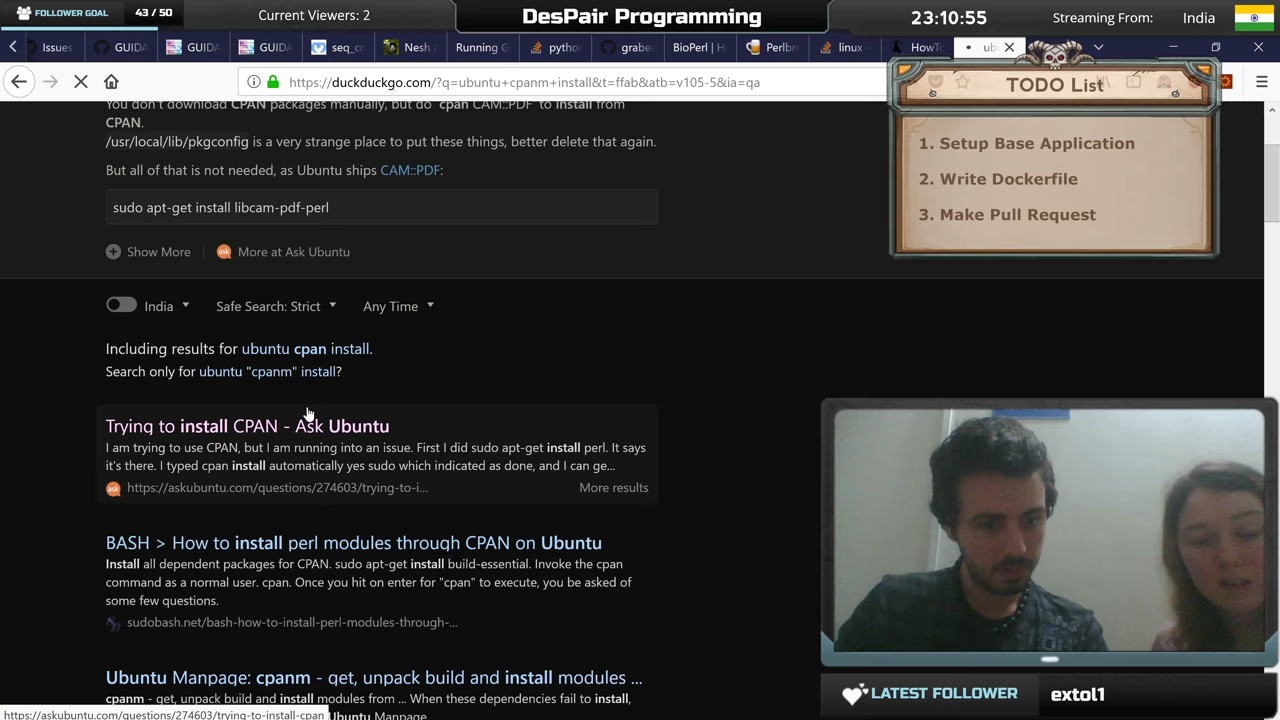 FOLLOWER GOAL
43 / 50
Current Viewers: 2
DesPair Programming
23:10:55
Streaming From:
India
Issues
GUIDA
GUIDA
GUIDA
seq_cr
Nesh
Running G
python
grabe
BioPerl | H
Perlbr
linux
HowTo
ub
https://duckduckgo.com/?q=ubuntu+cpanm+install&t=ffab&atb=v105-5&ia=qa
TODO List
1. Setup Base Application
2. Write Dockerfile
3. Make Pull Request
You don't download CPAN packages manually, but do `cpan CAM::PDF` to install from
CPAN.
/usr/local/lib/pkgconfig is a very strange place to put these things, better delete that again.
But all of that is not needed, as Ubuntu ships CAM::PDF:
sudo apt-get install libcam-pdf-perl
Show More
ask
More at Ask Ubuntu
India
Safe Search: Strict
Any Time
Including results for ubuntu cpan install.
Search only for ubuntu "cpanm" install?
Trying to install CPAN - Ask Ubuntu
I am trying to use CPAN, but I am running into an issue. First I did sudo apt-get install perl. It says
it's there. I typed cpan install automatically yes sudo which indicated as done, and I can ge...
ask
https://askubuntu.com/questions/274603/trying-to-i...
More results
BASH > How to install perl modules through CPAN on Ubuntu
Install all dependent packages for CPAN. sudo apt-get install build-essential. Invoke the cpan
command as a normal user. cpan. Once you hit on enter for "cpan" to execute, you be asked of
some few questions.
sudobash.net/bash-how-to-install-perl-modules-through-...
Ubuntu Manpage: cpanm - get, unpack build and install modules ...
cpanm - get, unpack build and install modules from ... When these dependencies fail to install,
Ubuntu Manpage
https://askubuntu.com/questions/274603/trying-to-install-cpan
LATEST FOLLOWER
extol1